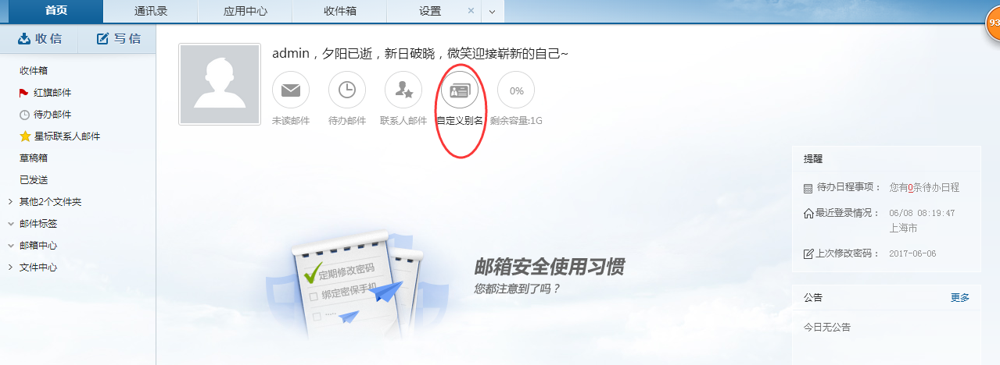 首页 通讯录 应用中心 收件箱 设置
93
收信 写信
收件箱
红旗邮件
待办邮件
星标联系人邮件
草稿箱
已发送
其他2个文件夹
邮件标签
邮箱中心
文件中心
admin，夕阳已逝，新日破晓，微笑迎接崭新的自己~
0%
未读邮件 待办邮件 联系人邮件 自定义别名 剩余容量:1G
定期修改密码
绑定密保手机
邮箱安全使用习惯
您都注意到了吗？
提醒
待办日程事项： 您有0条待办日程
最近登录情况： 06/08 08:19:47
上海市
上次修改密码： 2017-06-06
公告 更多
今日无公告